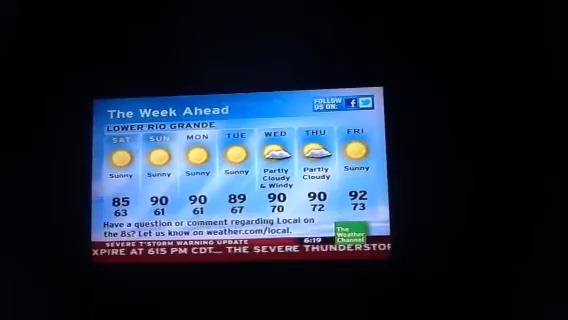 The Week Ahead
FOLLOW
US ON:
LOWER RIO GRANDE
SAT SUN MON TUE WED THU FRI
Sunny Sunny Sunny Sunny Partly Cloudy & Windy Partly Cloudy Sunny
85 90 90 89 90 90 92
63 61 61 67 70 72 73
Have a question or comment regarding Local on
the 8s? Let us know on weather.com/local.
The
Weather
Channel
SEVERE T'STORM WARNING UPDATE 6:19
XPIRE AT 615 PM CDT... THE SEVERE THUNDERSTOR